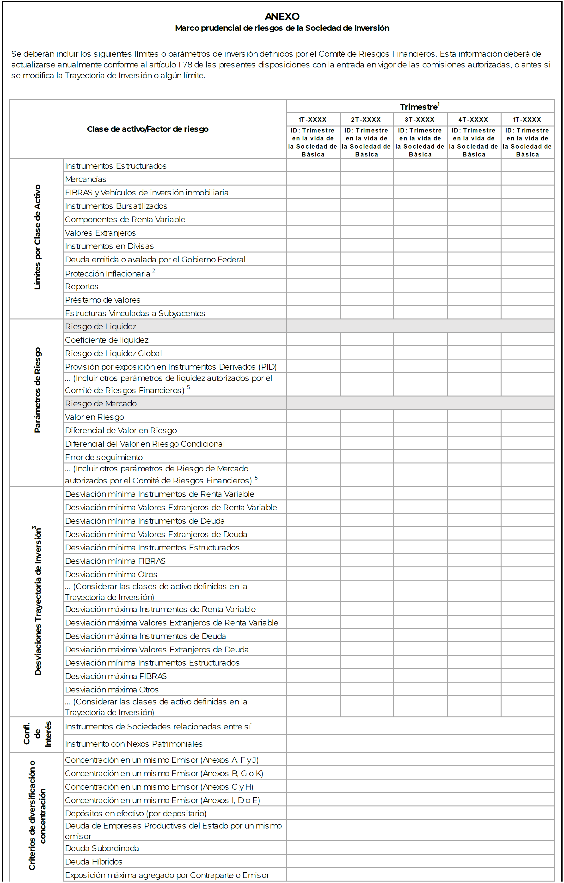 ANEXO
Marco prudencial de riesgos de la Sociedad de Inversión
Se deberán incluir los siguientes límites o parámetros de inversión definidos por el Comité de Riesgos Financieros. Esta información deberá de
actualizarse anualmente conforme al artículo 178 de las presentes disposiciones con la entrada en vigor de las comisiones autorizadas, o antes si
se modifica la Trayectoria de Inversión o algún límite.
Clase de activo/Factor de riesgo
Trimestre1
1T-XXXX 2T-XXXX 3T-XXXX 4T-XXXX 1T-XXXX
ID: Trimestre ID: Trimestre ID: Trimestre ID: Trimestre ID: Trimestre
en la vida de en la vida de en la vida de en la vida de en la vida de
la Sociedad de la Sociedad de la Sociedad de la Sociedad de la Sociedad de
Básica Básica Básica Básica Básica
Límites por Clase de Activo
Instrumentos Estructurados
Mercancías
FIBRAS y Vehículos de inversión inmobiliaria
Instrumentos Bursatilizados
Componentes de Renta Variable
Valores Extranjeros
Instrumentos en Divisas
Deuda emitida o avalada por el Gobierno Federal
Protección inflacionaria 2
Reportos
Préstamo de valores
Estructuras Vinculadas a Subyacentes
Parámetros de Riesgo
Riesgo de Liquidez
Coeficiente de liquidez
Riesgo de Liquidez Global
Provisión por exposición en Instrumentos Derivados (PID)
... (Incluir otros parámetros de liquidez autorizados por el
Comité de Riesgos Financieros) 5
Riesgo de Mercado
Valor en Riesgo
Diferencial de Valor en Riesgo
Diferencial del Valor en Riesgo Condicional
Error de seguimiento
... (Incluir otros parámetros de Riesgo de Mercado
autorizados por el Comité de Riesgos Financieros)
Desviaciones Trayectoria de Inversión3
Desviación mínima Instrumentos de Renta Variable
Desviación mínima Valores Extranjeros de Renta Variable
Desviación mínima Instrumentos de Deuda
Desviación mínima Valores Extranjeros de Deuda
Desviación mínima Instrumentos Estructurados
Desviación mínima FIBRAS
Desviación mínima Otros
... (Considerar las clases de activo definidas en la
Trayectoria de Inversión)
Desviación máxima Instrumentos de Renta Variable
Desviación máxima Valores Extranjeros de Renta Variable
Desviación máxima Instrumentos de Deuda
Desviación máxima Valores Extranjeros de Deuda
Desviación mínima Instrumentos Estructurados
Desviación máxima FIBRAS
Desviación máxima Otros
... (Considerar las clases de activo definidas en la
Trayectoria de Inversión)
Confl.
de
Interés
Instrumentos de Sociedades relacionadas entre sí
Instrumento con Nexos Patrimoniales
Criterios de diversificación o
concentración
Concentración en un mismo Emisor (Anexos A, F y J)
Concentración en un mismo Emisor (Anexos B, G o K)
Concentración en un mismo Emisor (Anexos C y H)
Concentración en un mismo Emisor (Anexos I, D o E)
Depósitos en efectivo (por depositario)
Deuda de Empresas Productivas del Estado por un mismo
emisor
Deuda Subordinada
Deuda Híbridos
Exposición máxima agregado por Contraparte o Emisor